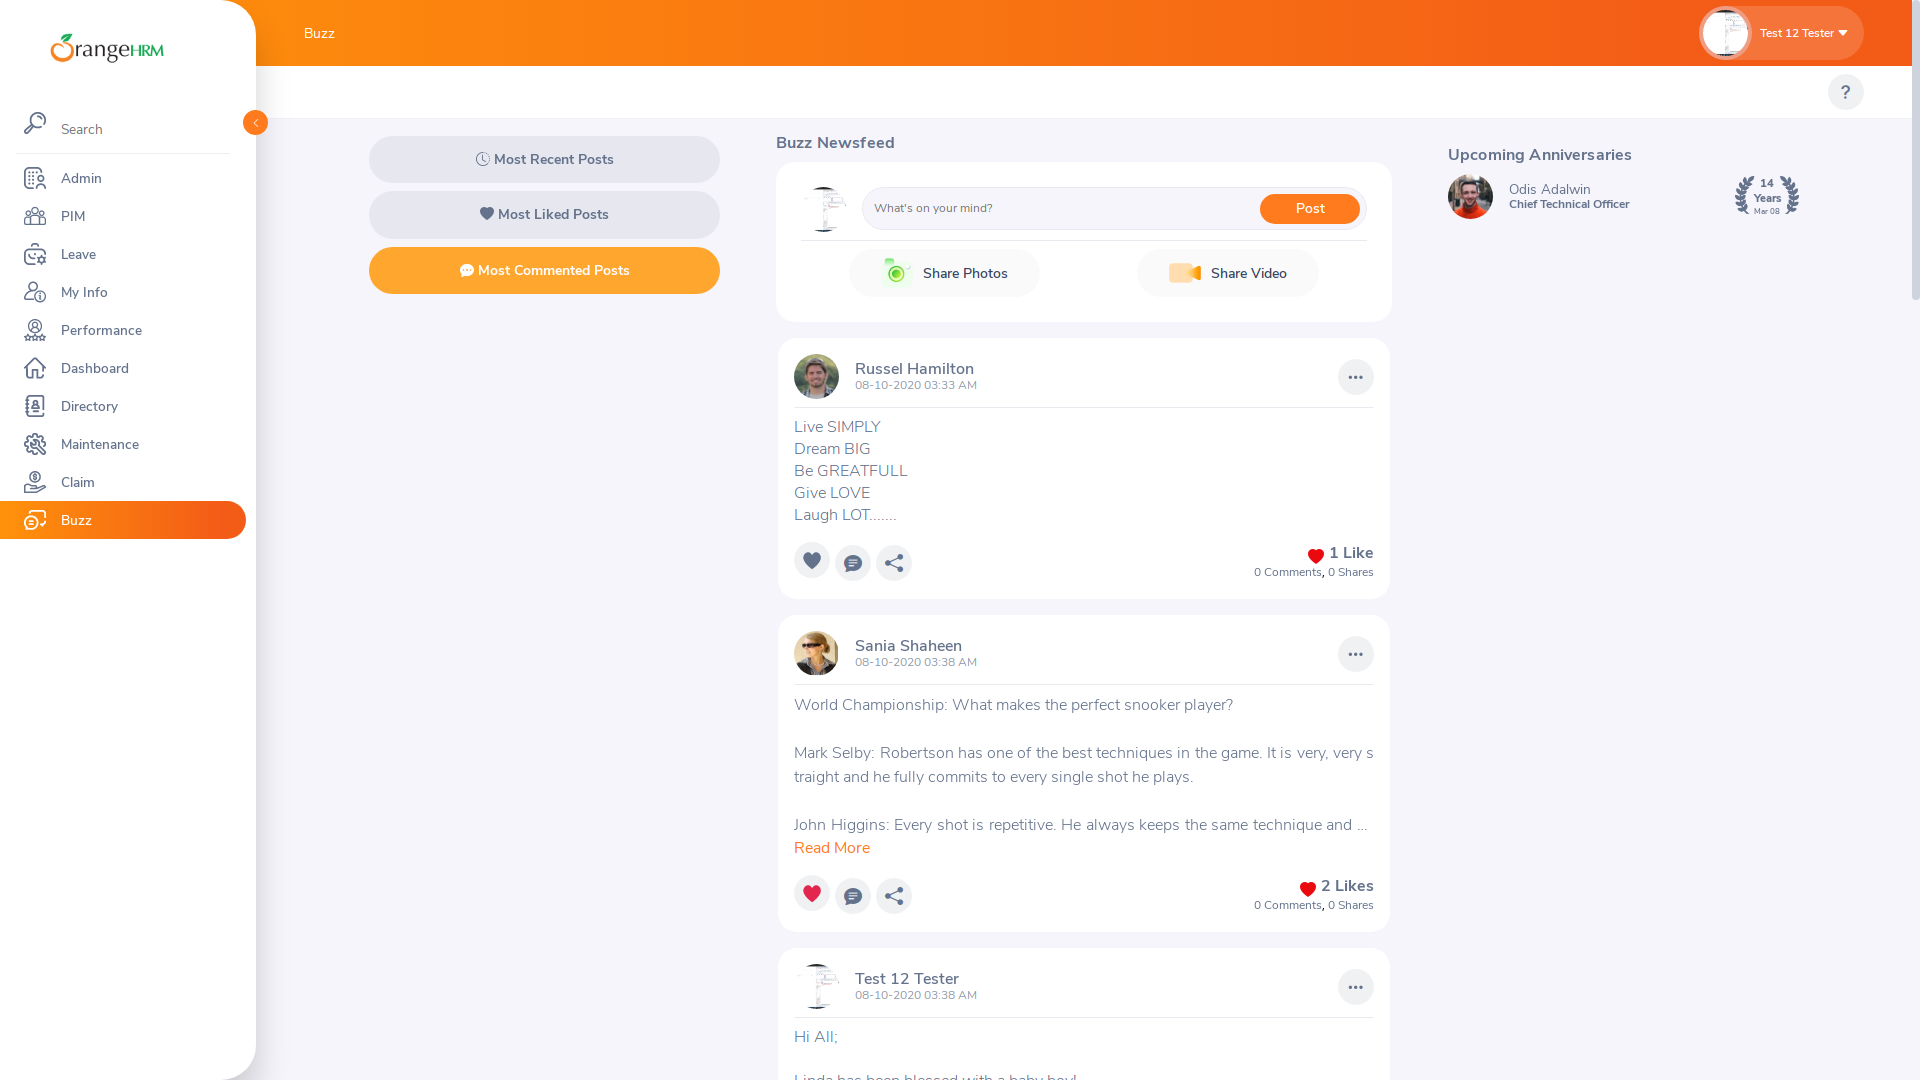 OrangeHRM
Search
Admin
PIM
Leave
My Info
Performance
Dashboard
Directory
Maintenance
Claim
Buzz
Buzz
Test 12 Tester
?
Most Recent Posts
Most Liked Posts
Most Commented Posts
Buzz Newsfeed
What's on your mind?
Post
Share Photos
Share Video
Russel Hamilton
08-10-2020 03:33 AM
Live SIMPLY
Dream BIG
Be GREATFULL
Give LOVE
Laugh LOT.......
1 Like
0 Comments, 0 Shares
Sania Shaheen
08-10-2020 03:38 AM
World Championship: What makes the perfect snooker player?
Mark Selby: Robertson has one of the best techniques in the game. It is very, very s
traight and he fully commits to every single shot he plays.
John Higgins: Every shot is repetitive. He always keeps the same technique and ...
Read More
2 Likes
0 Comments, 0 Shares
Test 12 Tester
08-10-2020 03:38 AM
Hi All;
Linda has been blessed with a baby boy!
Upcoming Anniversaries
Odis Adalwin
Chief Technical Officer
14
Years
Mar 08